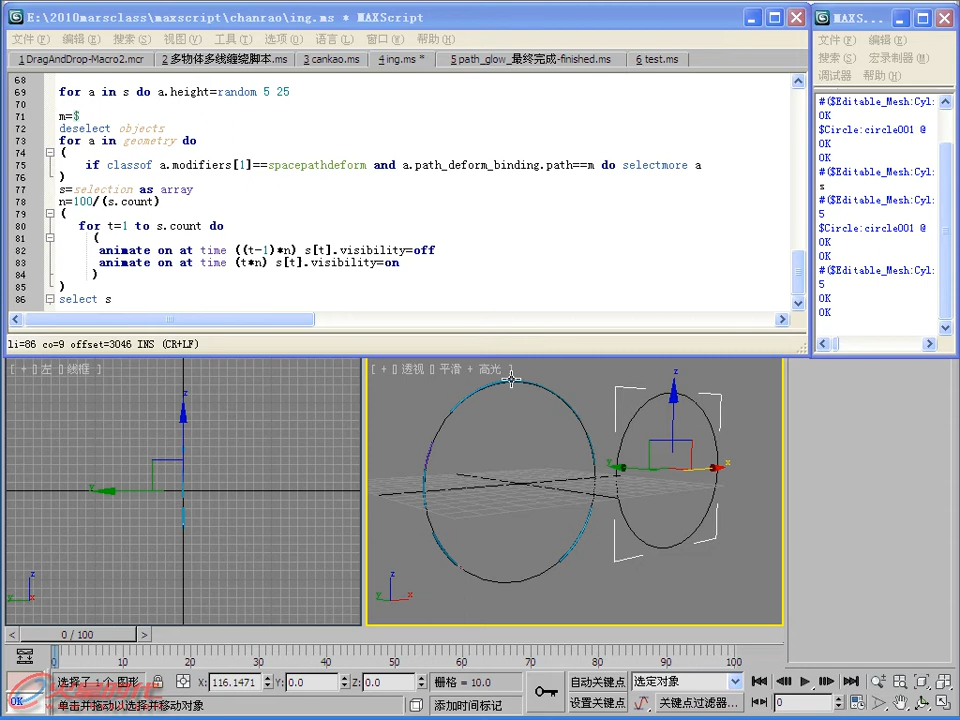 E:\2010marsclass\maxscript\chanrao\ing.ms * MAXScript
文件(F) 编辑(E) 搜索(S) 视图(V) 工具(T) 选项(O) 语言(L) 窗口(W) 帮助(H)
1 DragAndDrop-Macro2.mcr 2 多物体多线缠绕脚本.ms 3 cankao.ms 4 ing.ms * 5 path_glow_最终完成-finished.ms 6 test.ms
68
69 for a in s do a.height=random 5 25
70
71 m=$
72 deselect objects
73 for a in geometry do
74 (
75 if classof a.modifiers[1]==spacepathdeform and a.path_deform_binding.path==m do selectmore a
76 )
77 s=selection as array
78 n=100/(s.count)
79 (
80 for t=1 to s.count do
81 (
82 animate on at time ((t-1)*n) s[t].visibility=off
83 animate on at time (t*n) s[t].visibility=on
84 )
85 )
86 select s
li=86 co=9 offset=3046 INS (CR+LF)
MAXS...
文件(F) 编辑(E)
搜索(S) 宏录制器(M)
调试器 帮助(H)
#($Editable_Mesh:Cyl:
OK
$Circle:circle001 @
OK
OK
#($Editable_Mesh:Cyl:
s
#($Editable_Mesh:Cyl:
5
$Circle:circle001 @
OK
OK
#($Editable_Mesh:Cyl:
5
OK
OK
[ + ] 左 [ 线框 ]
z
y
z
y x
[ + ] 透视 [ 平滑 + 高光 ]
z
y x
z
y x
< 0 / 100 >
0 10 20 30 40 50 60 70 80 90 100
选择了 1 个 图形 X: 116.1471 Y: 0.0 Z: 0.0 栅格 = 10.0 自动关键点 选定对象
OK 单击并拖动以选择并移动对象 添加时间标记 设置关键点 关键点过滤器... 0
火星时代